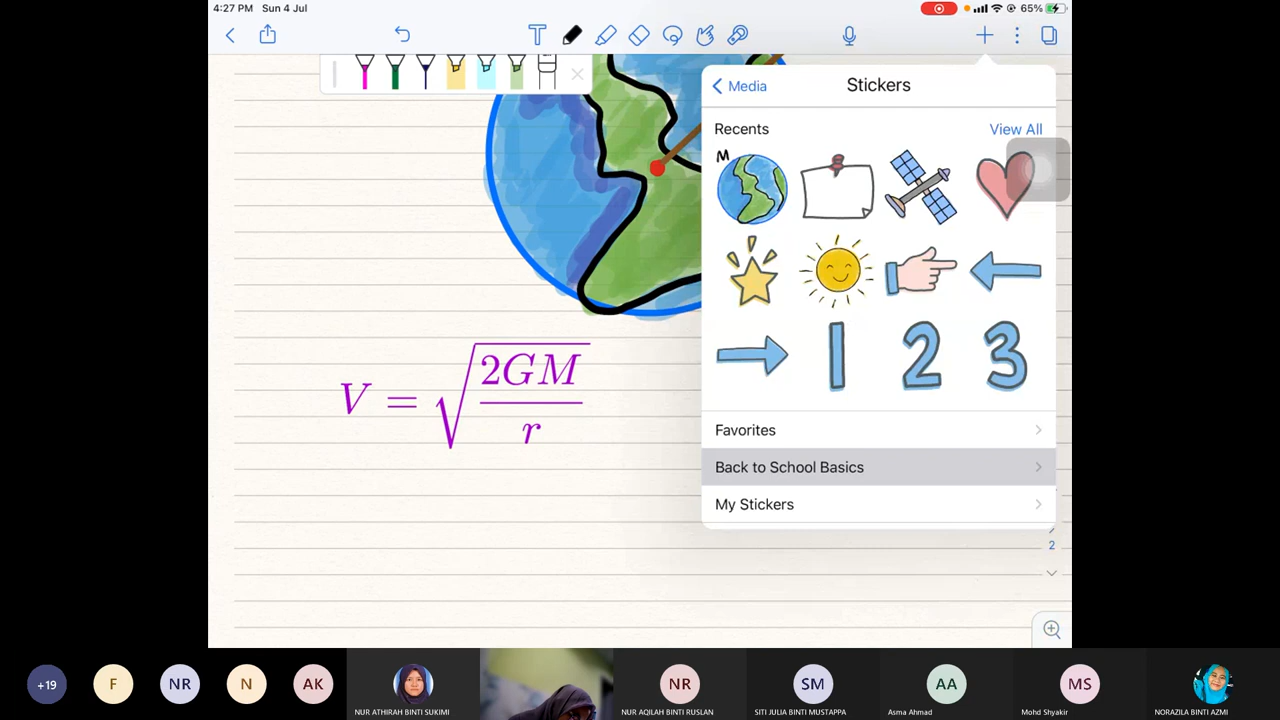 4:27 PM Sun 4 Jul
65%
T
Media
Stickers
Recents
View All
M
1 2 3
V = √(2GM/r)
Favorites
Back to School Basics
My Stickers
2
+19
F
NR
N
AK
NR
SM
AA
MS
NUR ATHIRAH BINTI SUKIMI
NUR AQILAH BINTI RUSLAN
SITI JULIA BINTI MUSTAPPA
Asma Ahmad
Mohd Shyakir
NORAZILA BINTI AZMI